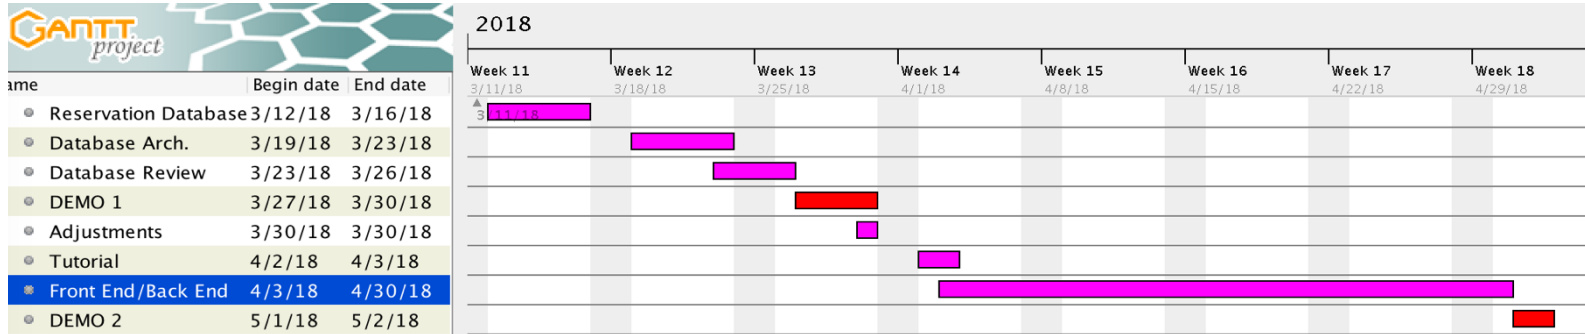 GANTT
project
2018
Week 11 Week 12 Week 13 Week 14 Week 15 Week 16 Week 17 Week 18
ame Begin date End date 3/11/18 3/18/18 3/25/18 4/1/18 4/8/18 4/15/18 4/22/18 4/29/18
Reservation Database 3/12/18 3/16/18 3/11/18
Database Arch. 3/19/18 3/23/18
Database Review 3/23/18 3/26/18
DEMO 1 3/27/18 3/30/18
Adjustments 3/30/18 3/30/18
Tutorial 4/2/18 4/3/18
Front End/Back End 4/3/18 4/30/18
DEMO 2 5/1/18 5/2/18